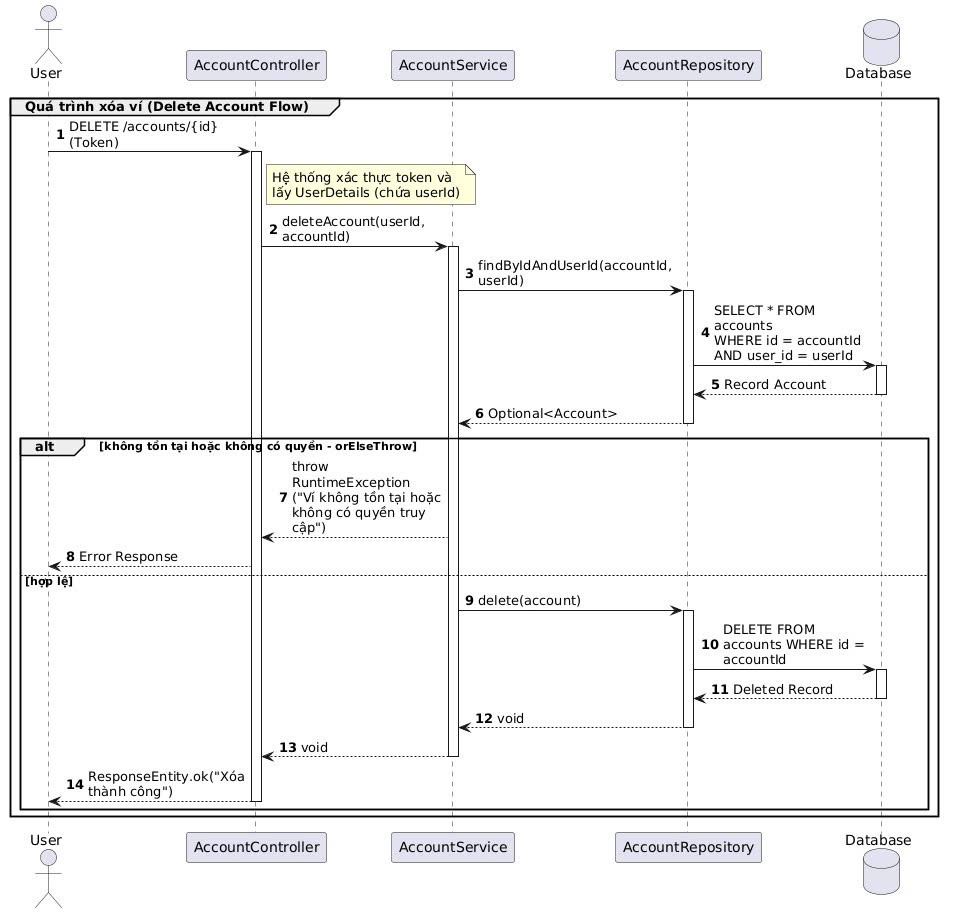 User
AccountController
AccountService
AccountRepository
Database
Quá trình xóa ví (Delete Account Flow)
1 DELETE /accounts/{id}
(Token)
Hệ thống xác thực token và
lấy UserDetails (chứa userId)
2 deleteAccount(userId,
accountId)
3 findByIdAndUserId(accountId,
userId)
4 SELECT * FROM
accounts
WHERE id = accountId
AND user_id = userId
5 Record Account
6 Optional<Account>
alt [không tồn tại hoặc không có quyền - orElseThrow]
7 throw
RuntimeException
("Ví không tồn tại hoặc
không có quyền truy
cập")
8 Error Response
[hợp lệ]
9 delete(account)
10 DELETE FROM
accounts WHERE id =
accountId
11 Deleted Record
12 void
13 void
14 ResponseEntity.ok("Xóa
thành công")
User
AccountController
AccountService
AccountRepository
Database